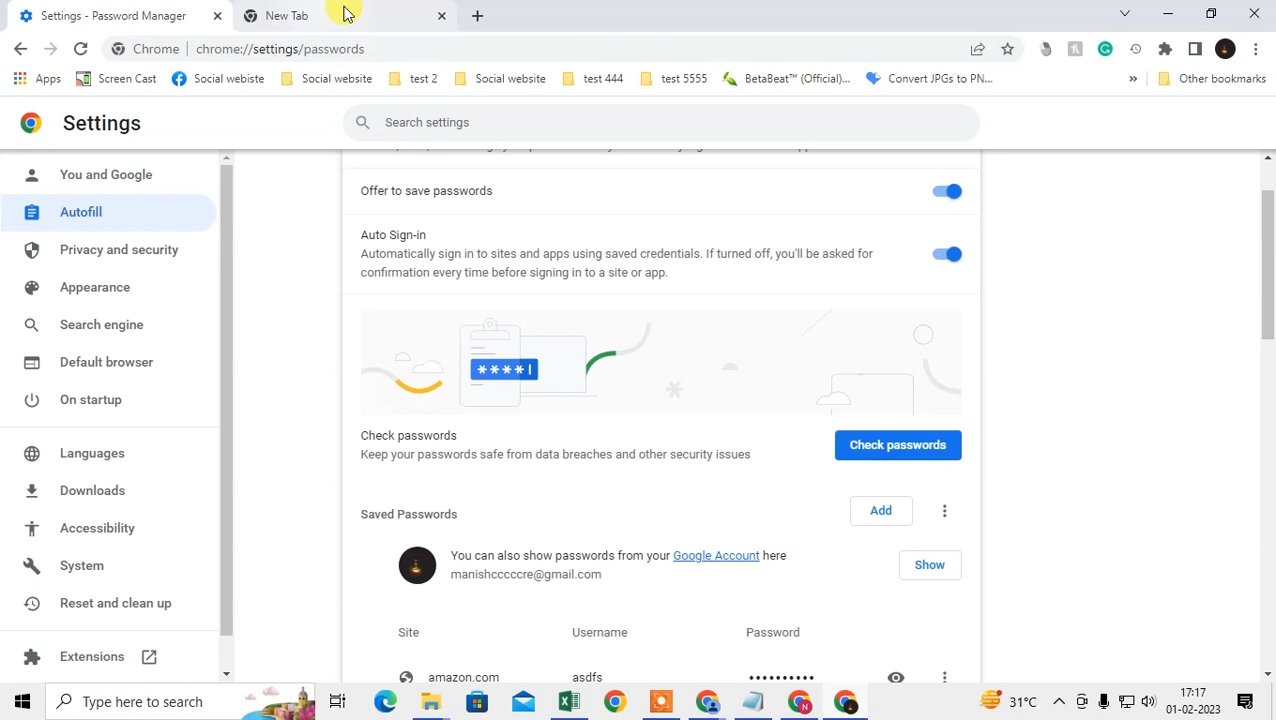 Settings - Password Manager
New Tab
Chrome
chrome://settings/passwords
Apps
Screen Cast
Social webiste
Social website
test 2
Social website
test 444
test 5555
BetaBeat™ (Official)...
Convert JPGs to PN...
»
Other bookmarks
Settings
Search settings
You and Google
Autofill
Privacy and security
Appearance
Search engine
Default browser
On startup
Languages
Downloads
Accessibility
System
Reset and clean up
Extensions
Offer to save passwords
Auto Sign-in
Automatically sign in to sites and apps using saved credentials. If turned off, you'll be asked for
confirmation every time before signing in to a site or app.
****|
Check passwords
Keep your passwords safe from data breaches and other security issues
Check passwords
Saved Passwords
Add
You can also show passwords from your Google Account here
manishcccccre@gmail.com
Show
Site Username Password
amazon.com asdfs ••••••••••
Type here to search
31°C
17:17
01-02-2023